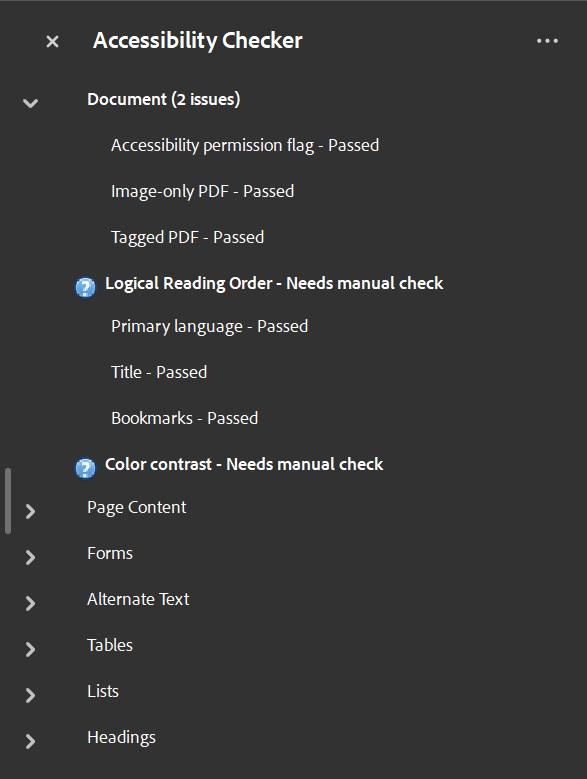 Accessibility Checker
Document (2 issues)
Accessibility permission flag - Passed
Image-only PDF - Passed
Tagged PDF - Passed
Logical Reading Order - Needs manual check
Primary language - Passed
Title - Passed
Bookmarks - Passed
Color contrast - Needs manual check
Page Content
Forms
Alternate Text
Tables
Lists
Headings